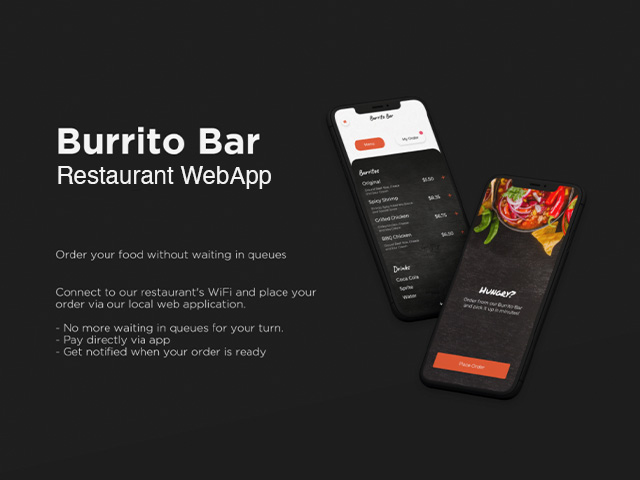 Burrito Bar
Restaurant WebApp
Order your food without waiting in queues
Connect to our restaurant's WiFi and place your
order via our local web application.
- No more waiting in queues for your turn.
- Pay directly via app
- Get notified when your order is ready
Burrito Bar
Menu
My Order
Burritos
Original
$5.50
Spicy Shrimp
$6.75
Grilled Chicken
$6.75
BBQ Chicken
$6.50
Drinks
Coca Cola
Sprite
Water
HUNGRY?
Order from our Burrito Bar
and pick it up in minutes!
Place Order